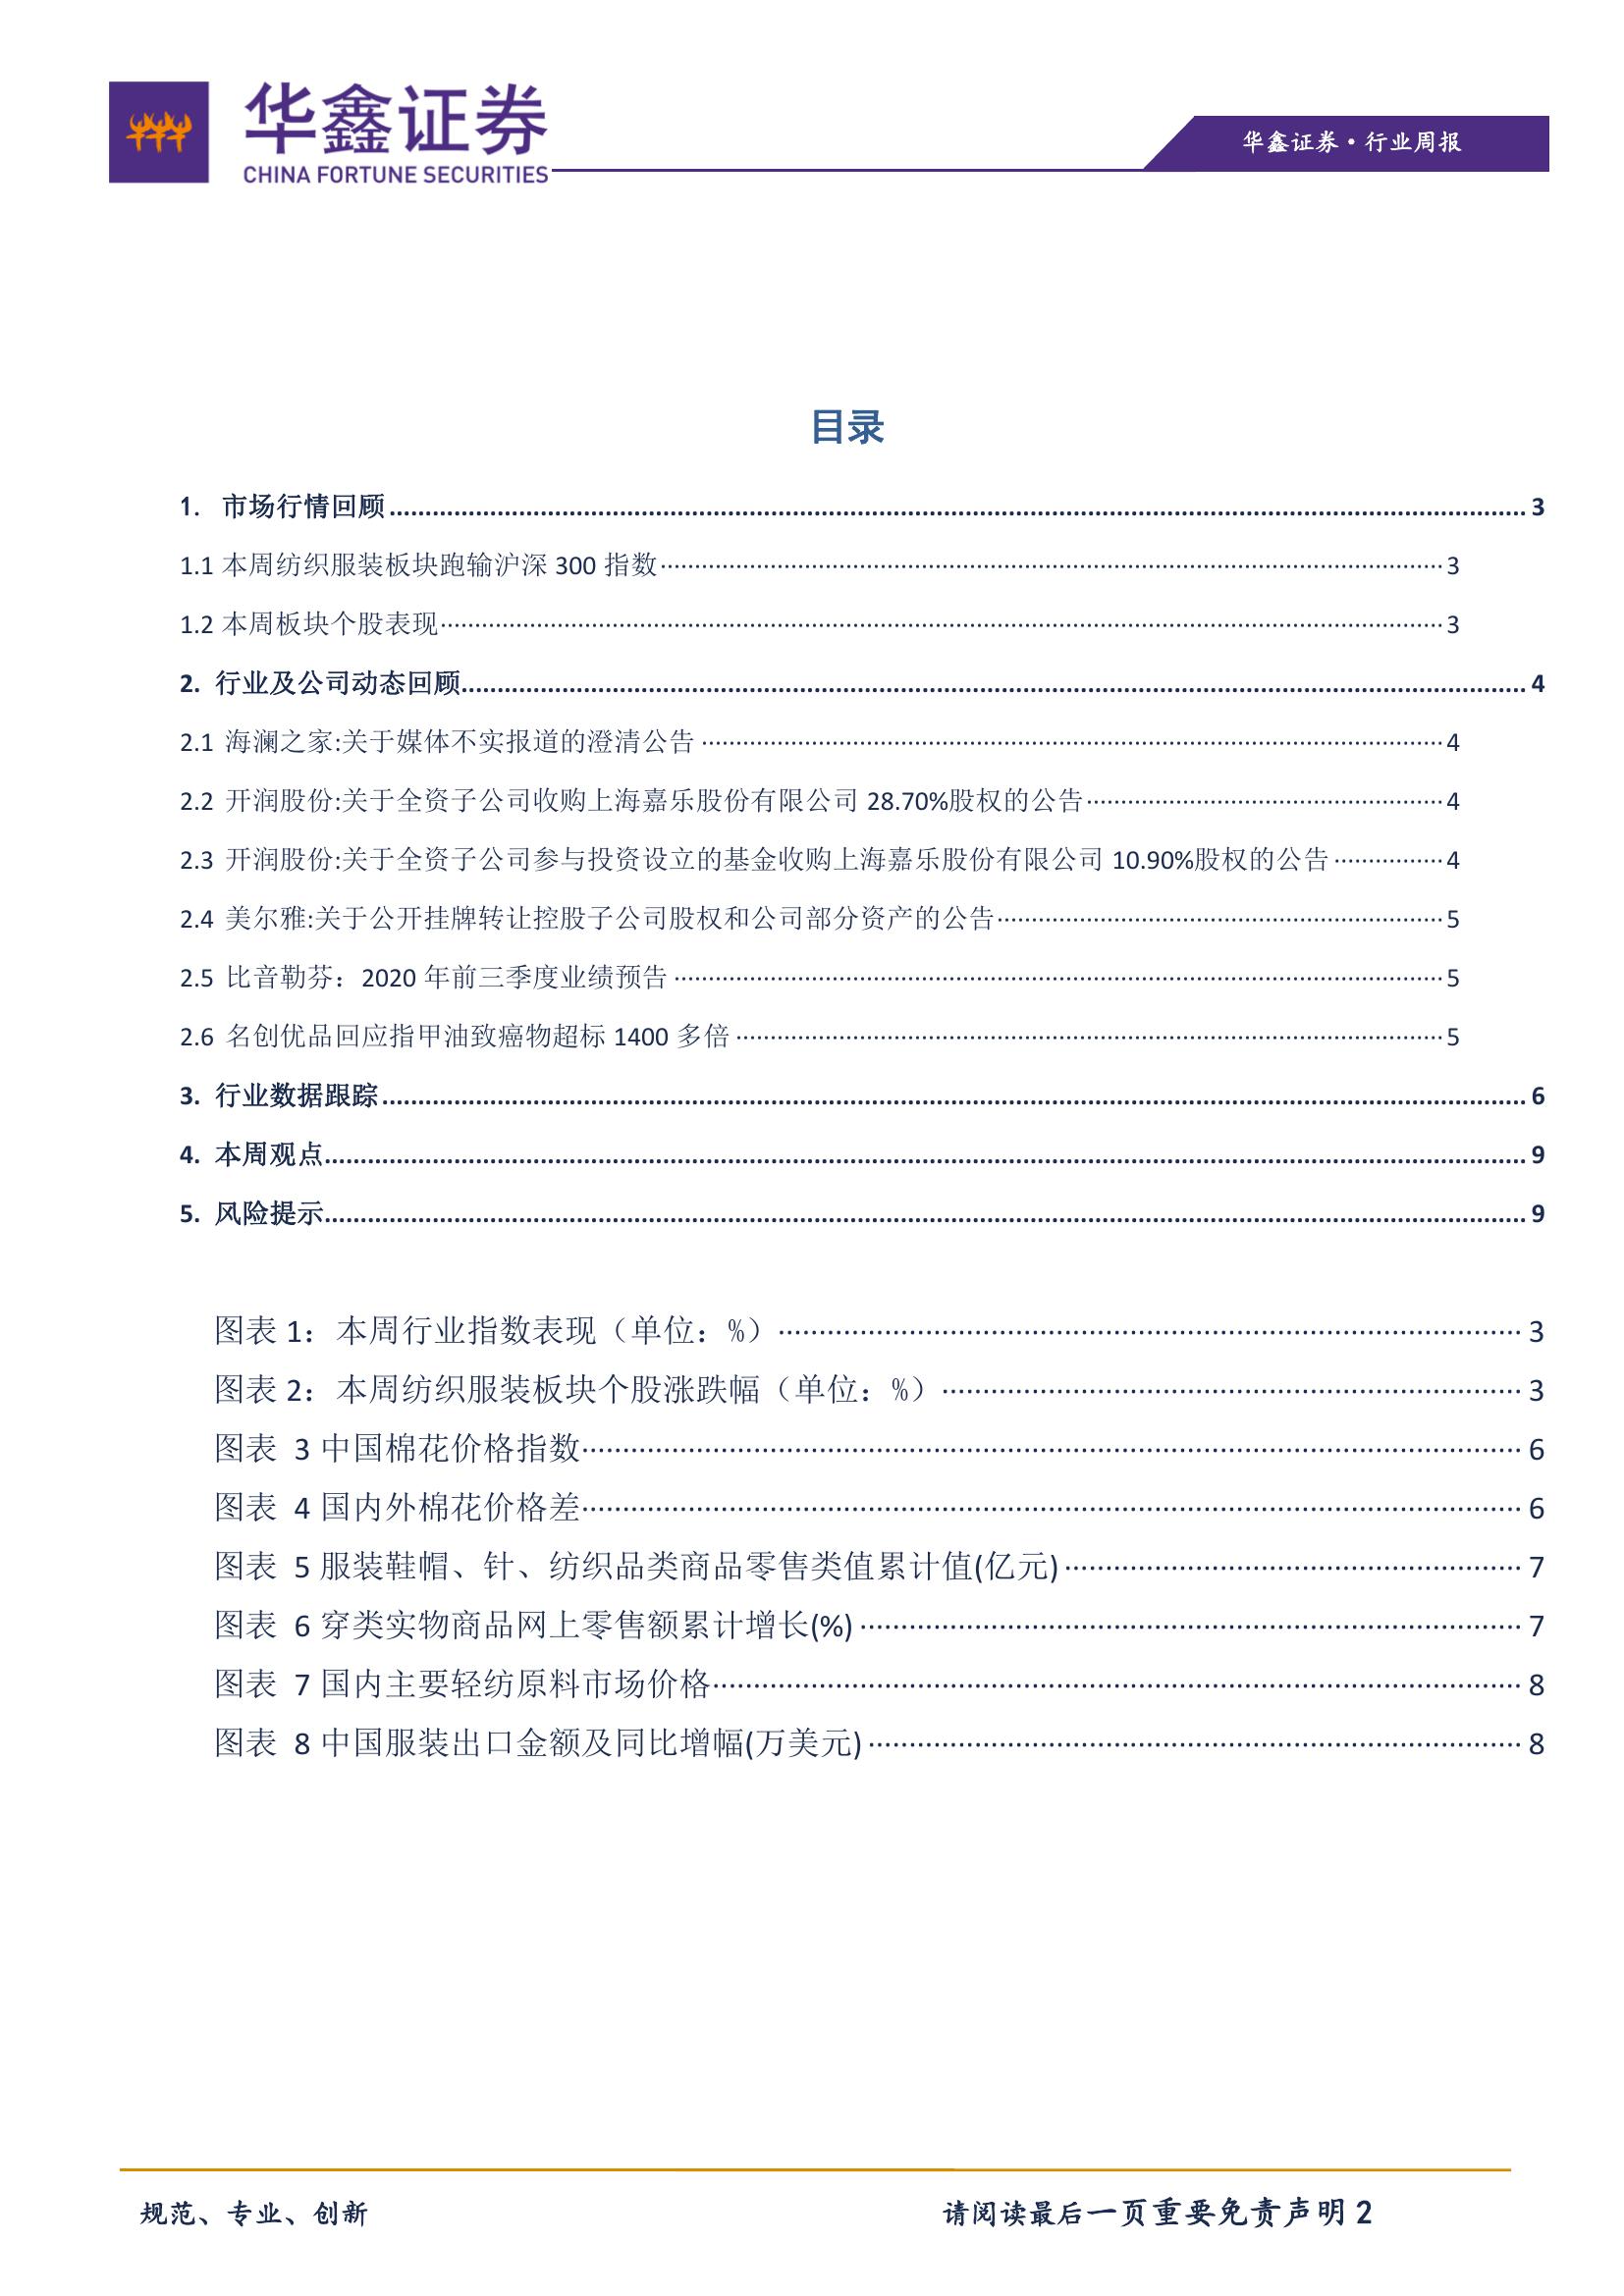 华鑫证券
CHINA FORTUNE SECURITIES
华鑫证券·行业周报
目录
1. 市场行情回顾 3
1.1 本周纺织服装板块跑输沪深 300 指数 3
1.2 本周板块个股表现 3
2. 行业及公司动态回顾 4
2.1 海澜之家:关于媒体不实报道的澄清公告 4
2.2 开润股份:关于全资子公司收购上海嘉乐股份有限公司 28.70%股权的公告 4
2.3 开润股份:关于全资子公司参与投资设立的基金收购上海嘉乐股份有限公司 10.90%股权的公告 4
2.4 美尔雅:关于公开挂牌转让控股子公司股权和公司部分资产的公告 5
2.5 比音勒芬：2020 年前三季度业绩预告 5
2.6 名创优品回应指甲油致癌物超标 1400 多倍 5
3. 行业数据跟踪 6
4. 本周观点 9
5. 风险提示 9
图表 1：本周行业指数表现（单位：%） 3
图表 2：本周纺织服装板块个股涨跌幅（单位：%） 3
图表 3 中国棉花价格指数 6
图表 4 国内外棉花价格差 6
图表 5 服装鞋帽、针、纺织品类商品零售类值累计值(亿元) 7
图表 6 穿类实物商品网上零售额累计增长(%) 7
图表 7 国内主要轻纺原料市场价格 8
图表 8 中国服装出口金额及同比增幅(万美元) 8
规范、专业、创新
请阅读最后一页重要免责声明 2